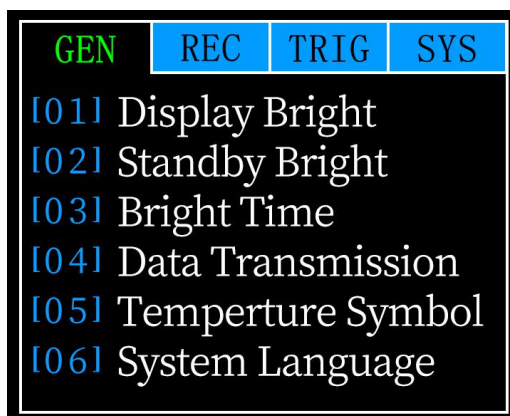 GEN REC TRIG SYS
[01] Display Bright
[02] Standby Bright
[03] Bright Time
[04] Data Transmission
[05] Temperture Symbol
[06] System Language